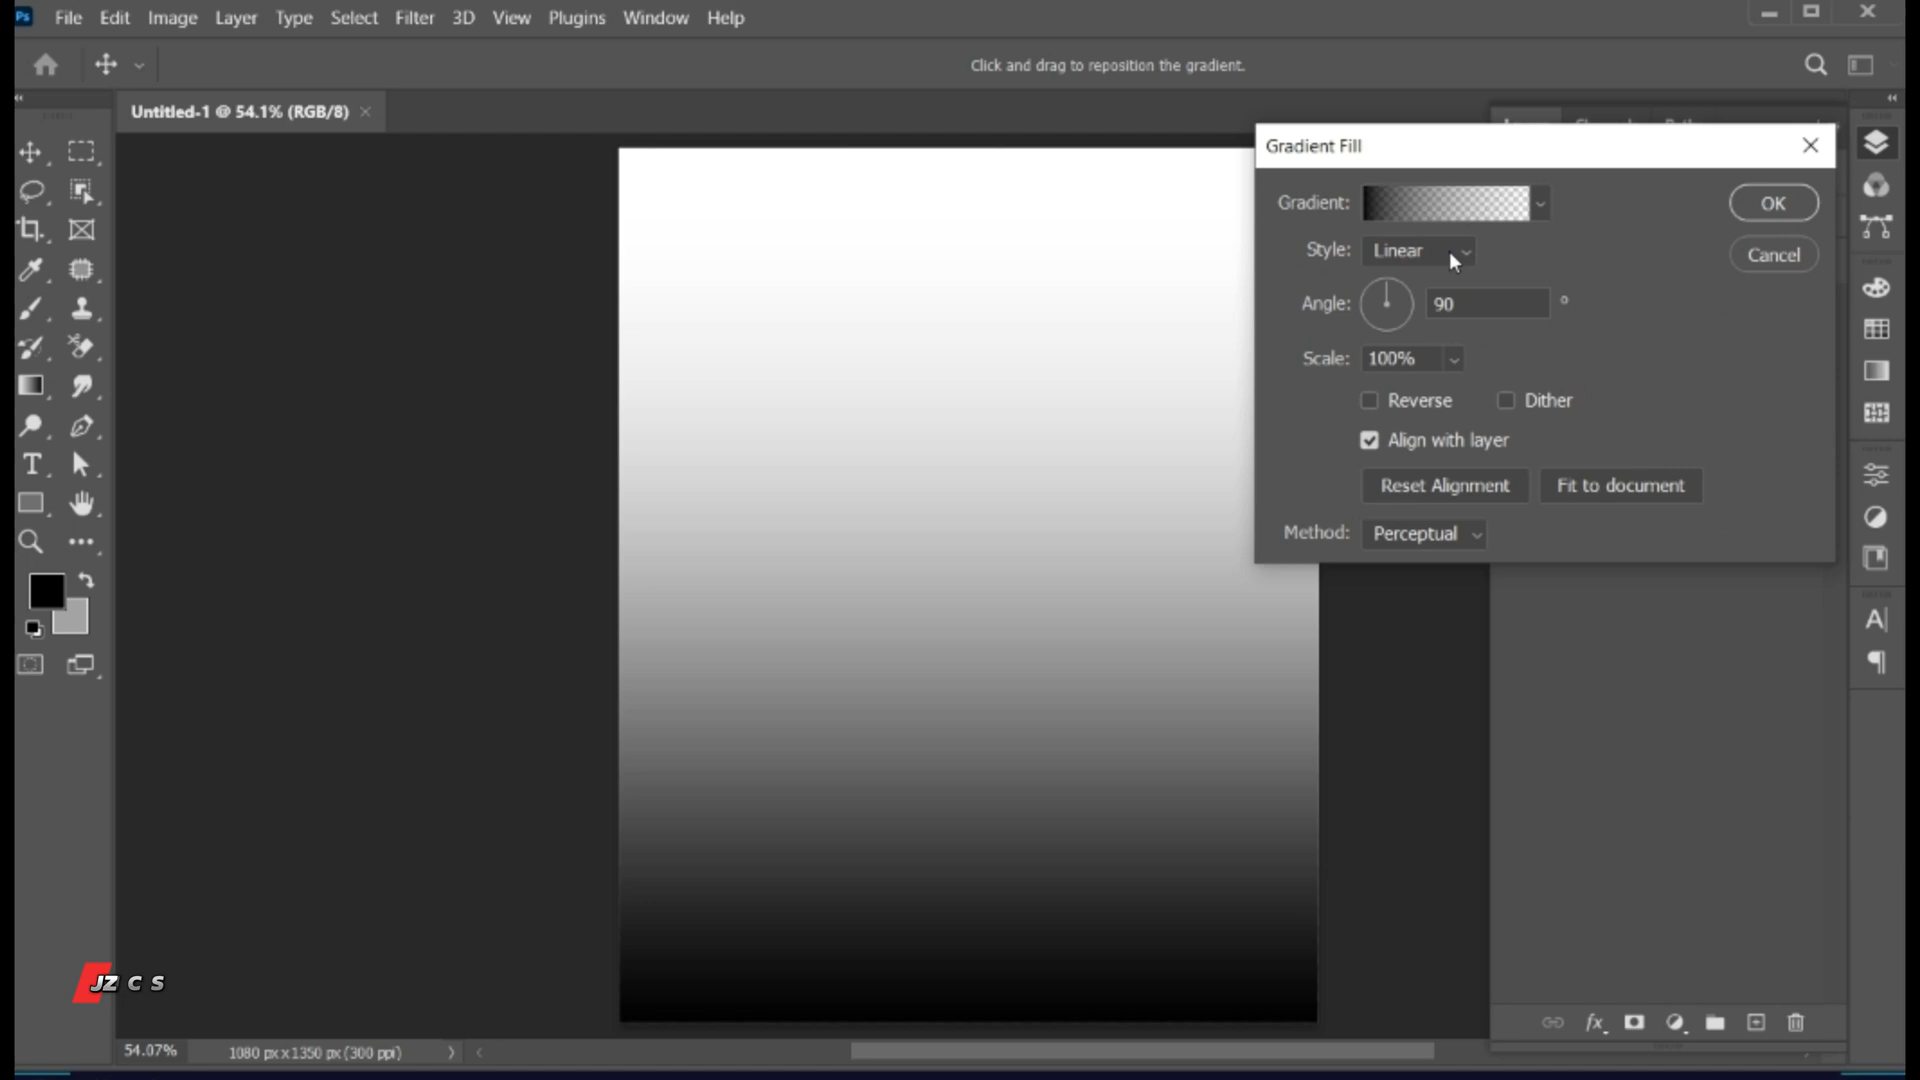 Ps File Edit Image Layer Type Select Filter 3D View Plugins Window Help
Click and drag to reposition the gradient.
Untitled-1 @ 54.1% (RGB/8)
Gradient Fill
Gradient:
OK
Style: Linear
Cancel
Angle: 90 °
Scale: 100%
Reverse Dither
Align with layer
Reset Alignment Fit to document
Method: Perceptual
JZ C S
54.07% 1080 px x 1350 px (300 ppi)